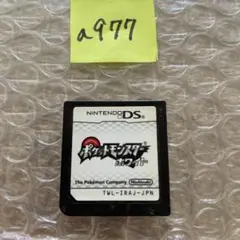 a977
NINTENDO DS
ポケットモンスター
ホワイト
The Pokémon Company
Nintendo
TWL-IRAJ-JPN